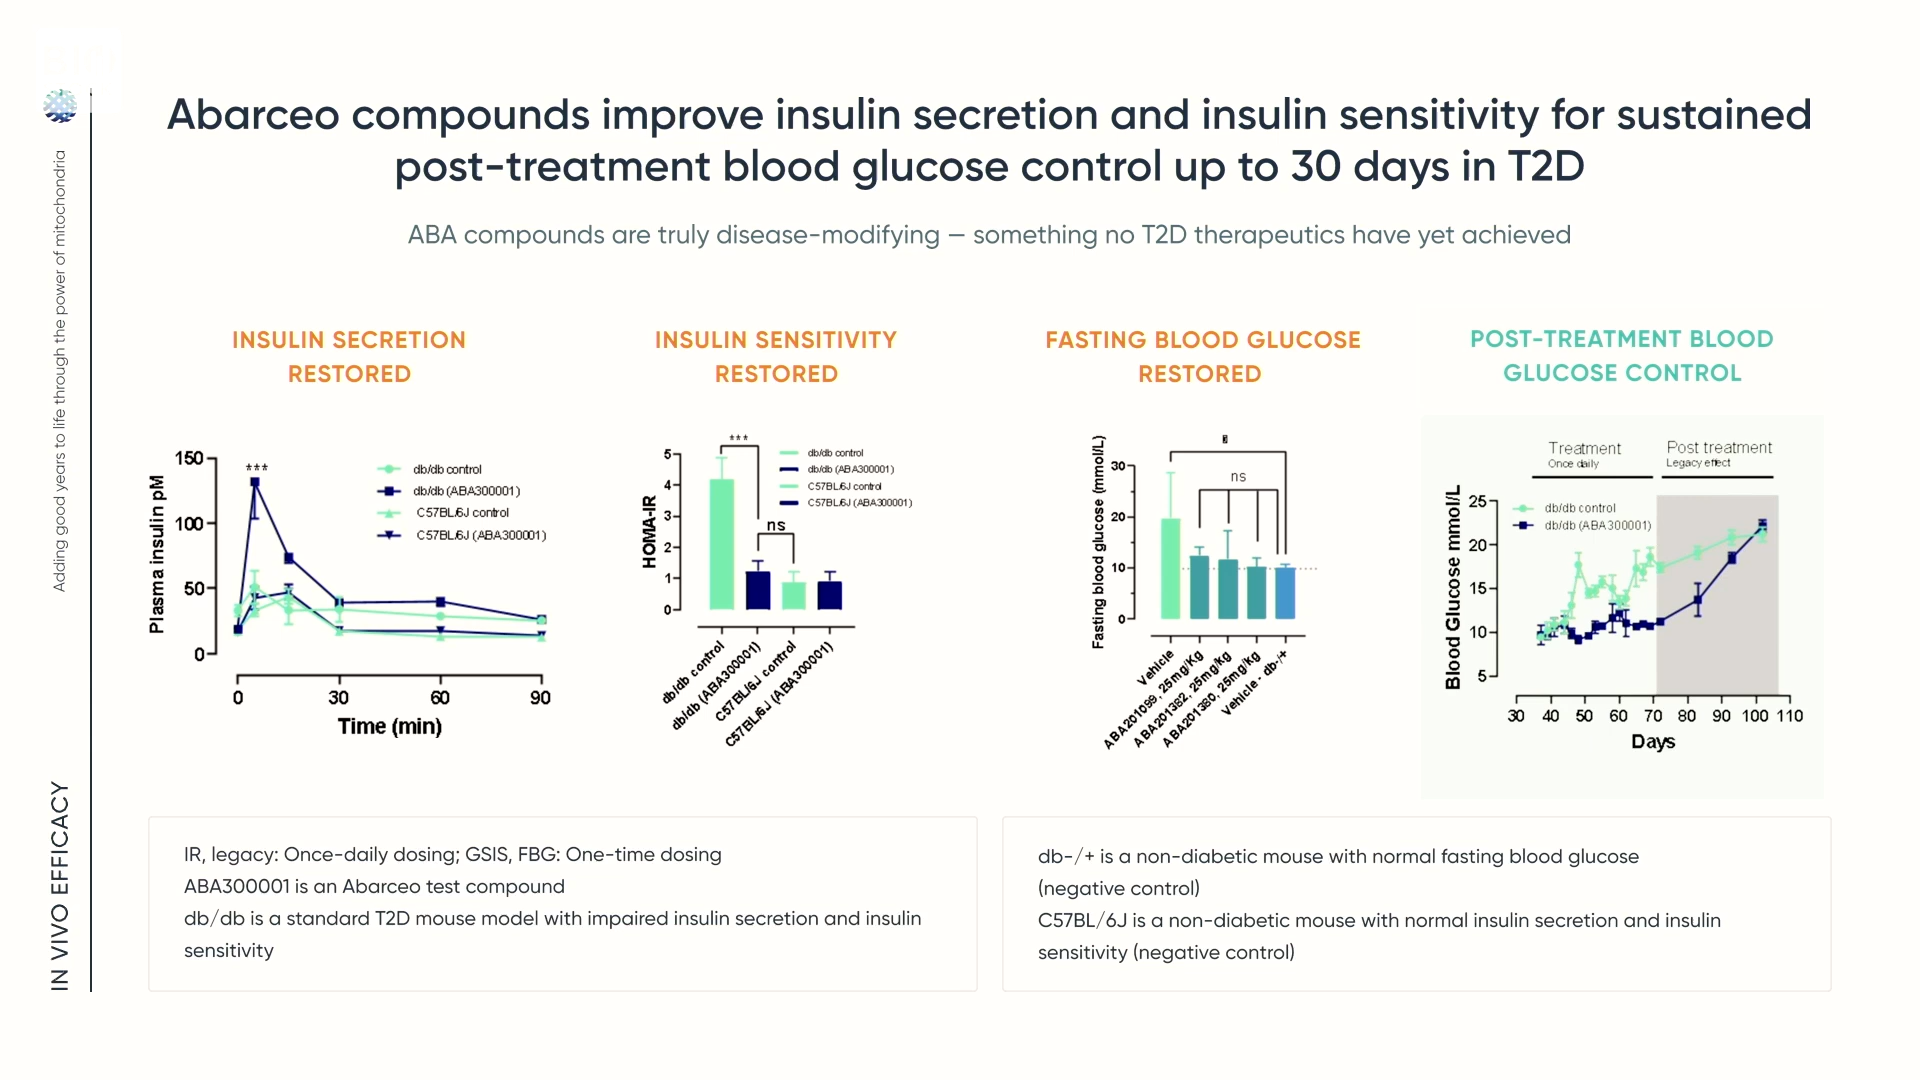 Adding good years to life through the power of mitochondria
IN VIVO EFFICACY
Abarceo compounds improve insulin secretion and insulin sensitivity for sustained
post-treatment blood glucose control up to 30 days in T2D
ABA compounds are truly disease-modifying — something no T2D therapeutics have yet achieved
INSULIN SECRETION
RESTORED
Plasma insulin pM
150
100
50
0
***
db/db control
db/db (ABA300001)
C57BL/6J control
C57BL/6J (ABA300001)
0 30 60 90
Time (min)
INSULIN SENSITIVITY
RESTORED
HOMA-IR
5
4
3
2
1
0
***
ns
db/db control
db/db (ABA300001)
C57BL/6J control
C57BL/6J (ABA300001)
db/db control
db/db (ABA300001)
C57BL/6J control
C57BL/6J (ABA300001)
FASTING BLOOD GLUCOSE
RESTORED
Fasting blood glucose (mmol/L)
30
20
10
0
ns
Vehicle
ABA201099, 25mg/Kg
ABA201382, 25mg/kg
ABA201380, 25mg/kg
Vehicle - db-/+
POST-TREATMENT BLOOD
GLUCOSE CONTROL
Treatment
Once daily
Post treatment
Legacy effect
Blood Glucose mmol/L
25
20
15
10
5
db/db control
db/db (ABA300001)
30 40 50 60 70 80 90 100 110
Days
IR, legacy: Once-daily dosing; GSIS, FBG: One-time dosing
ABA300001 is an Abarceo test compound
db/db is a standard T2D mouse model with impaired insulin secretion and insulin
sensitivity
db-/+ is a non-diabetic mouse with normal fasting blood glucose
(negative control)
C57BL/6J is a non-diabetic mouse with normal insulin secretion and insulin
sensitivity (negative control)